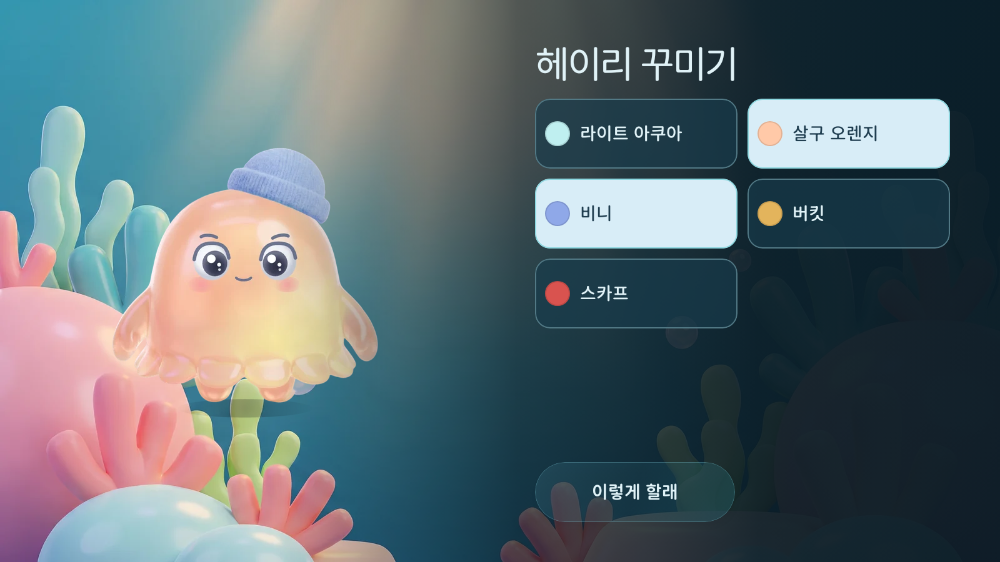 헤이리 꾸미기
라이트 아쿠아
살구 오렌지
비니
버킷
스카프
이렇게 할래